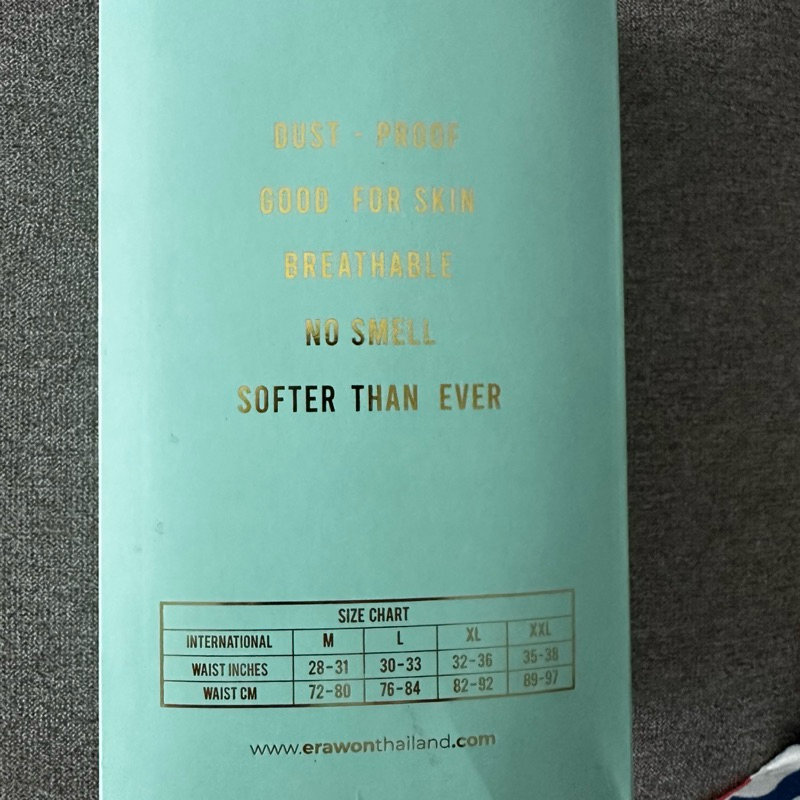 DUST - PROOF
GOOD FOR SKIN
BREATHABLE
NO SMELL
SOFTER THAN EVER
SIZE CHART
INTERNATIONAL M L XL XXL
WAIST INCHES 28-31 30-33 32-36 35-38
WAIST CM 72-80 76-84 82-92 89-97
www.erawonthailand.com